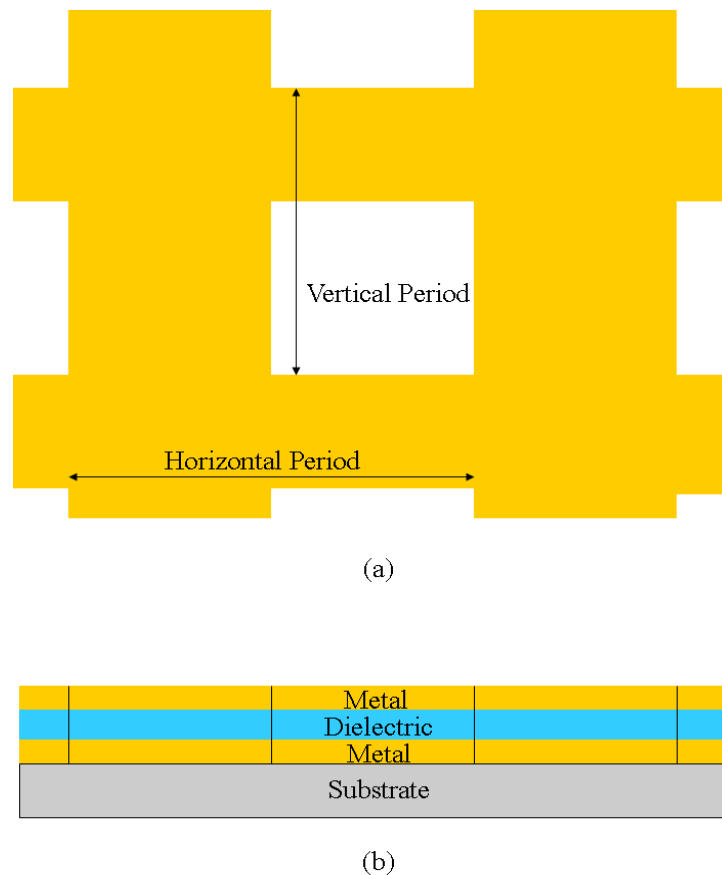 Vertical Period
Horizontal Period
(a)
Metal
Dielectric
Metal
Substrate
(b)